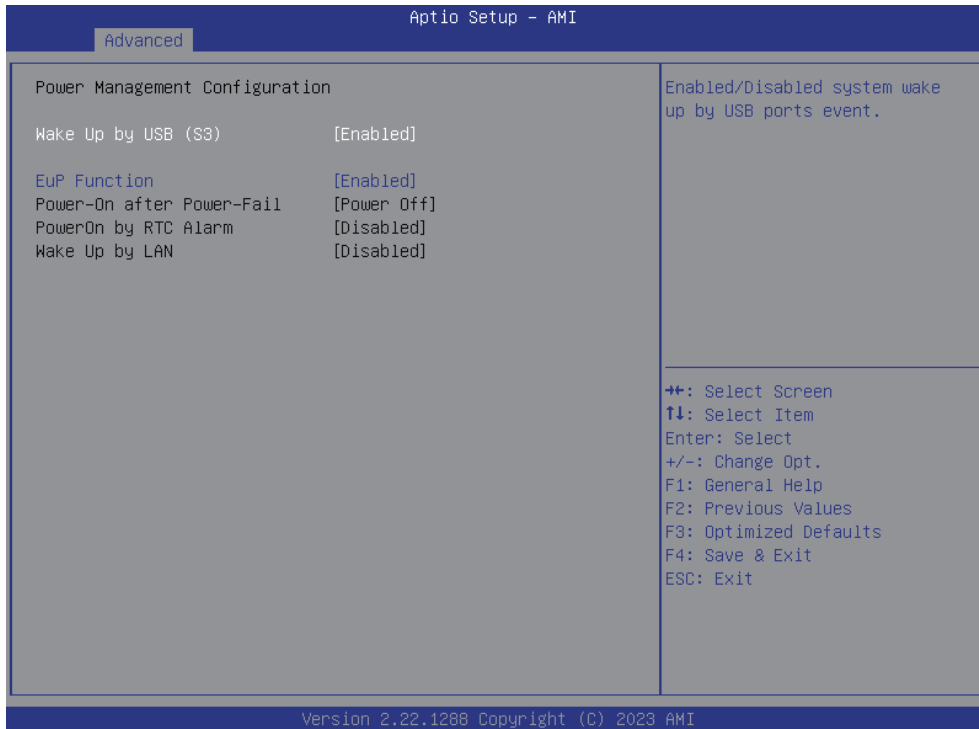 Aptio Setup – AMI
Advanced
Power Management Configuration
Wake Up by USB (S3) [Enabled]
EuP Function [Enabled]
Power-On after Power-Fail [Power Off]
PowerOn by RTC Alarm [Disabled]
Wake Up by LAN [Disabled]
Enabled/Disabled system wake
up by USB ports event.
→←: Select Screen
↑↓: Select Item
Enter: Select
+/-: Change Opt.
F1: General Help
F2: Previous Values
F3: Optimized Defaults
F4: Save & Exit
ESC: Exit
Version 2.22.1288 Copyright (C) 2023 AMI